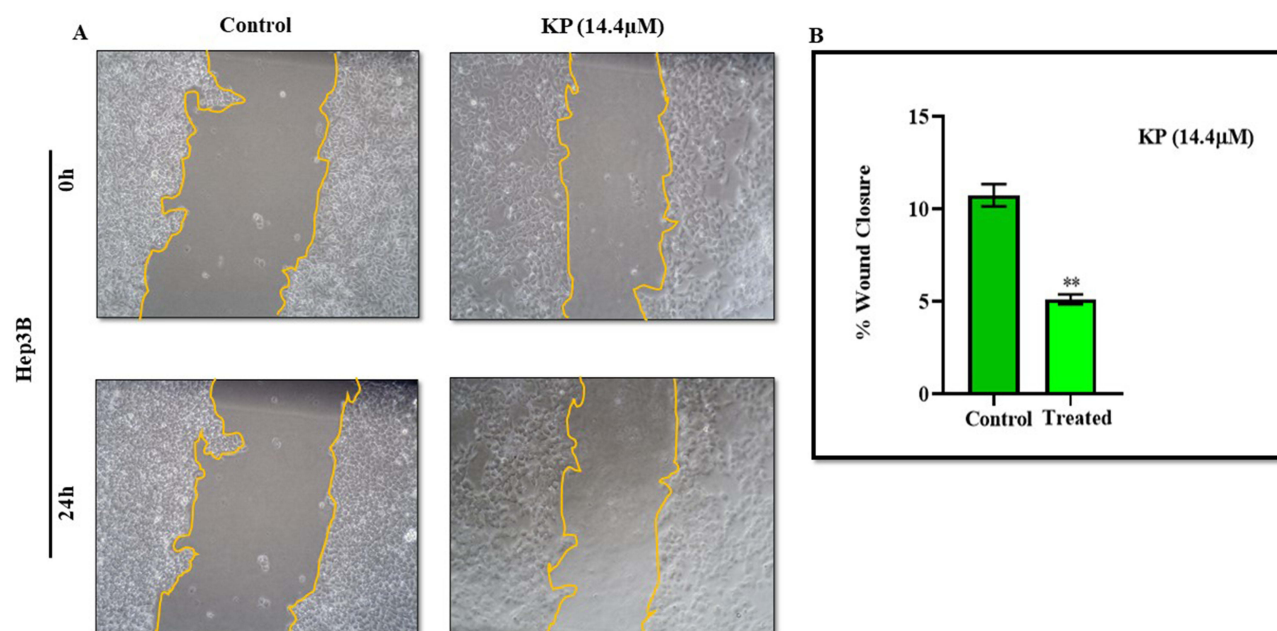 A
Control
KP (14.4µM)
Hep3B
0h
24h
B
KP (14.4µM)
% Wound Closure
15
10
5
0
**
Control
Treated